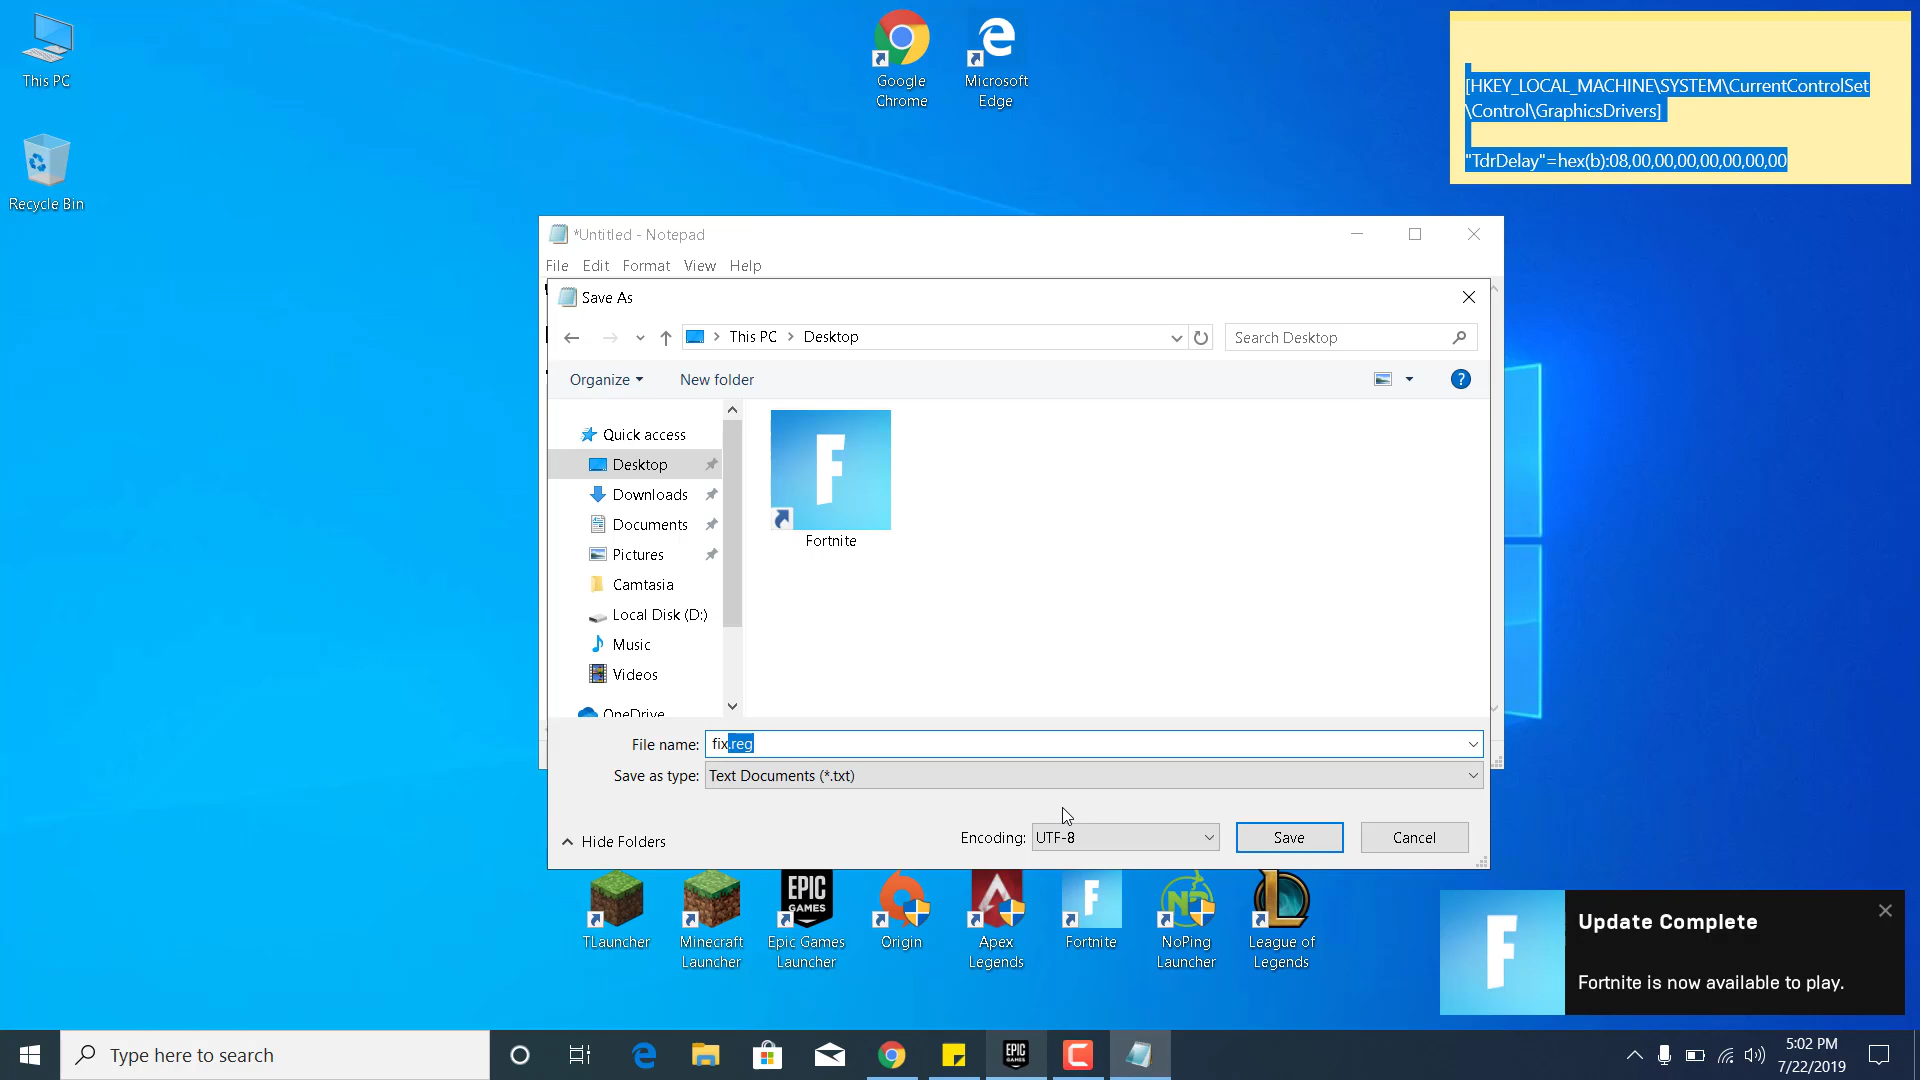 This PC
Recycle Bin
Google
Chrome
Microsoft
Edge
[HKEY_LOCAL_MACHINE\SYSTEM\CurrentControlSet
\Control\GraphicsDrivers]
"TdrDelay"=hex(b):08,00,00,00,00,00,00,00
*Untitled - Notepad
File Edit Format View Help
Save As
This PC > Desktop
Search Desktop
Organize
New folder
Quick access
Desktop
Downloads
Documents
Pictures
Camtasia
Local Disk (D:)
Music
Videos
OneDrive
Fortnite
File name: fix.reg
Save as type: Text Documents (*.txt)
Hide Folders
Encoding: UTF-8
Save
Cancel
EPIC
GAMES
TLauncher
Minecraft
Launcher
Epic Games
Launcher
Origin
Apex
Legends
Fortnite
NoPing
Launcher
League of
Legends
Update Complete
Fortnite is now available to play.
Type here to search
EPIC
5:02 PM
7/22/2019